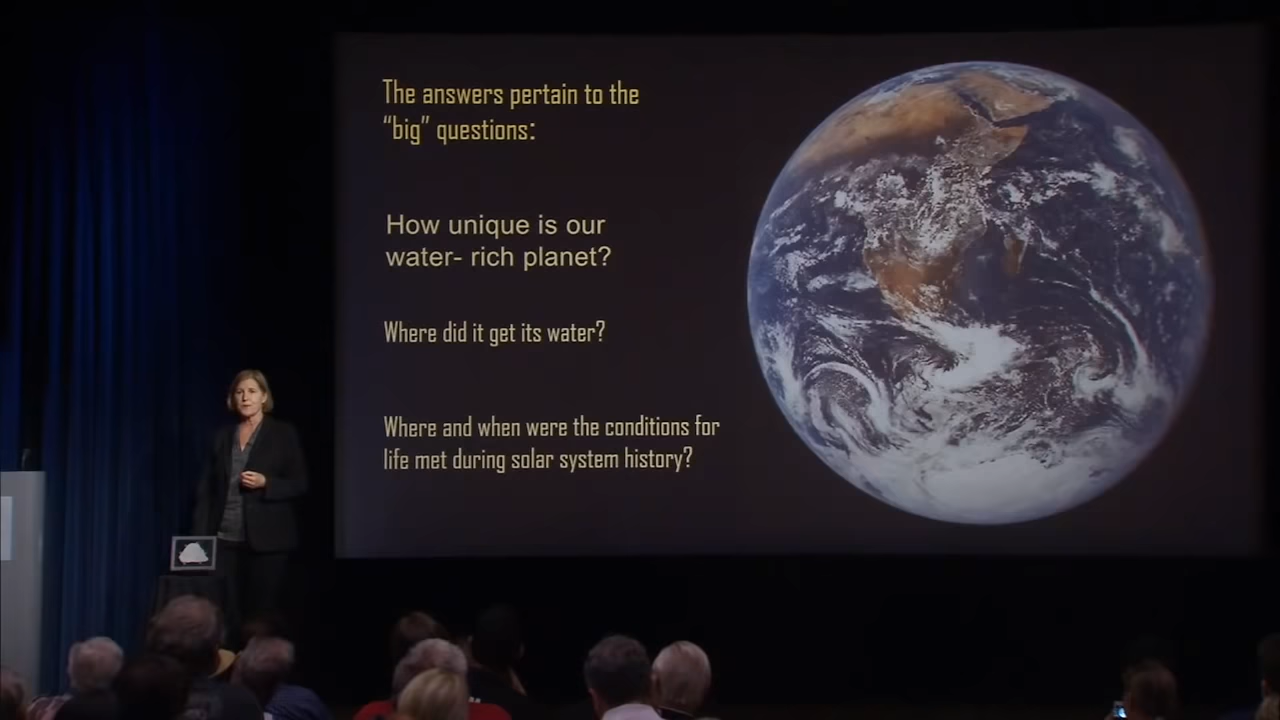 The answers pertain to the
“big” questions:
How unique is our
water- rich planet?
Where did it get its water?
Where and when were the conditions for
life met during solar system history?